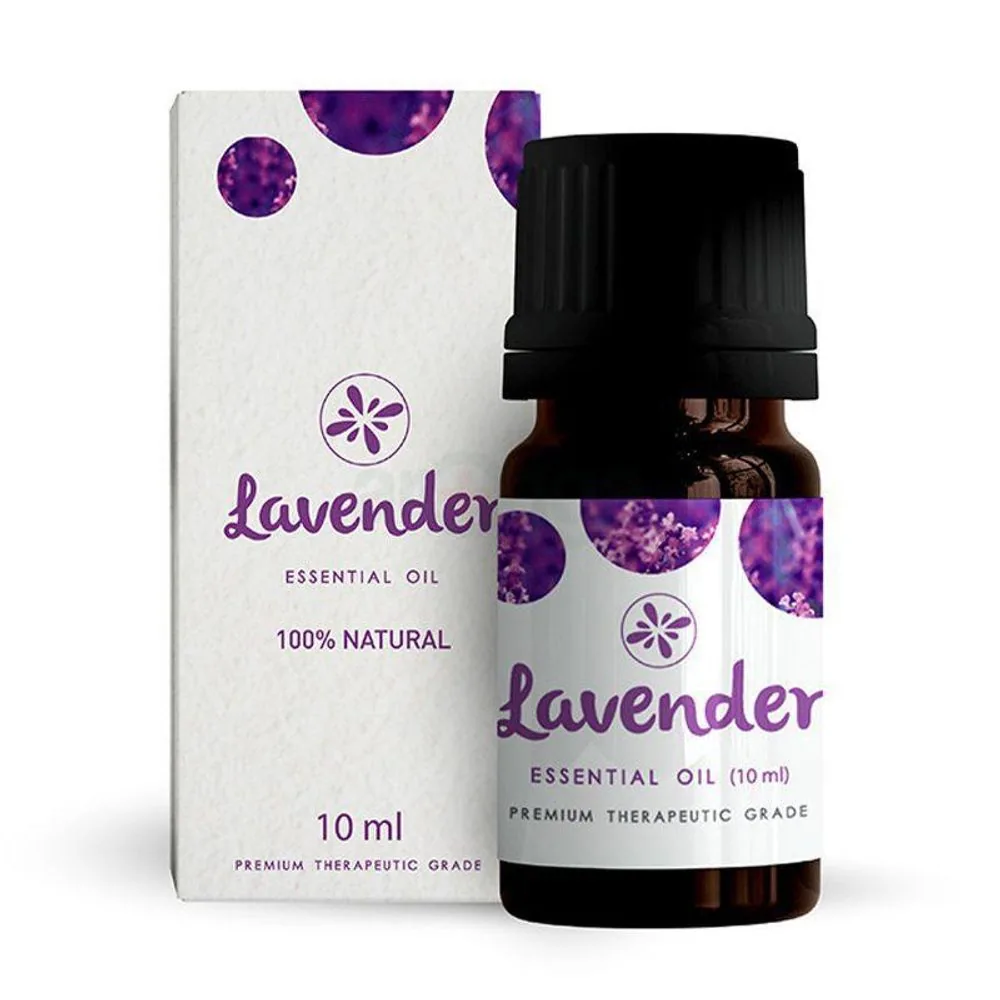 Lavender
ESSENTIAL OIL
100% NATURAL
10 ml
PREMIUM THERAPEUTIC GRADE
Lavender
ESSENTIAL OIL (10 ml)
PREMIUM THERAPEUTIC GRADE